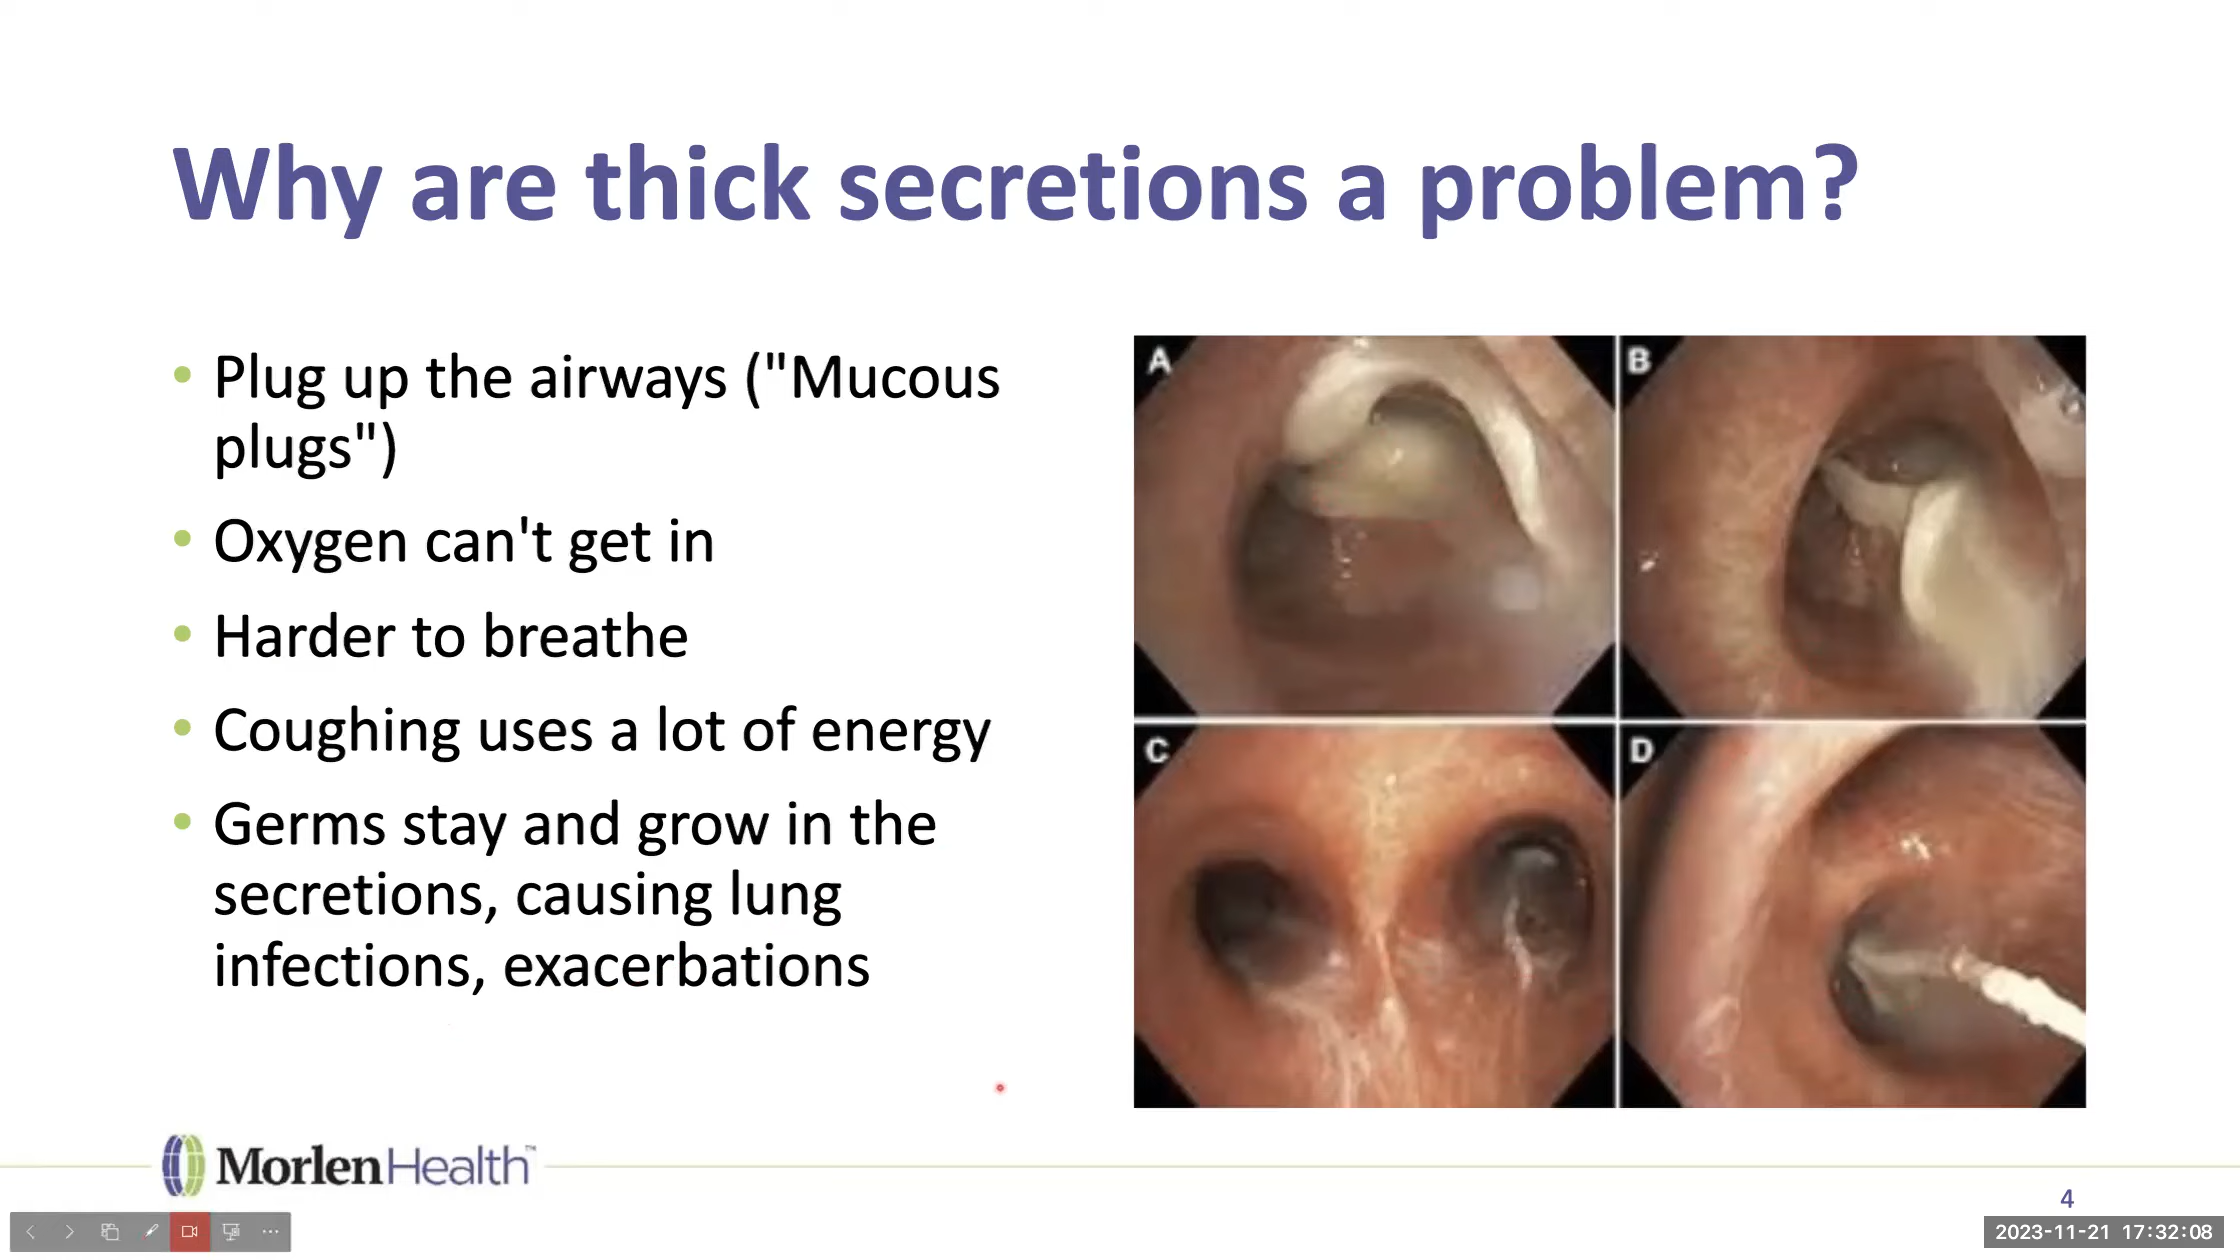 Why are thick secretions a problem?
• Plug up the airways ("Mucous
plugs")
• Oxygen can't get in
• Harder to breathe
• Coughing uses a lot of energy
• Germs stay and grow in the
secretions, causing lung
infections, exacerbations
A
B
C
D
MorlenHealth™
4
2023-11-21 17:32:08